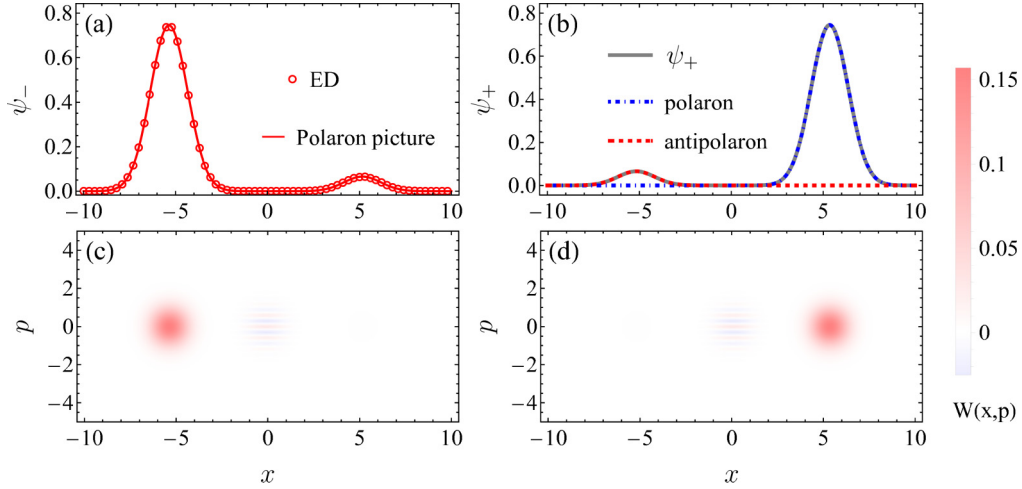 (a)
ψ₋
0.8
0.6
0.4
0.2
0.0
ED
Polaron picture
−10 −5 0 5 10
(b)
ψ₊
0.8
0.6
0.4
0.2
0.0
ψ₊
polaron
antipolaron
−10 −5 0 5 10
(c)
p
4
2
0
−2
−4
−10 −5 0 5 10
x
(d)
p
4
2
0
−2
−4
−10 −5 0 5 10
x
0.15
0.1
0.05
0
W(x,p)